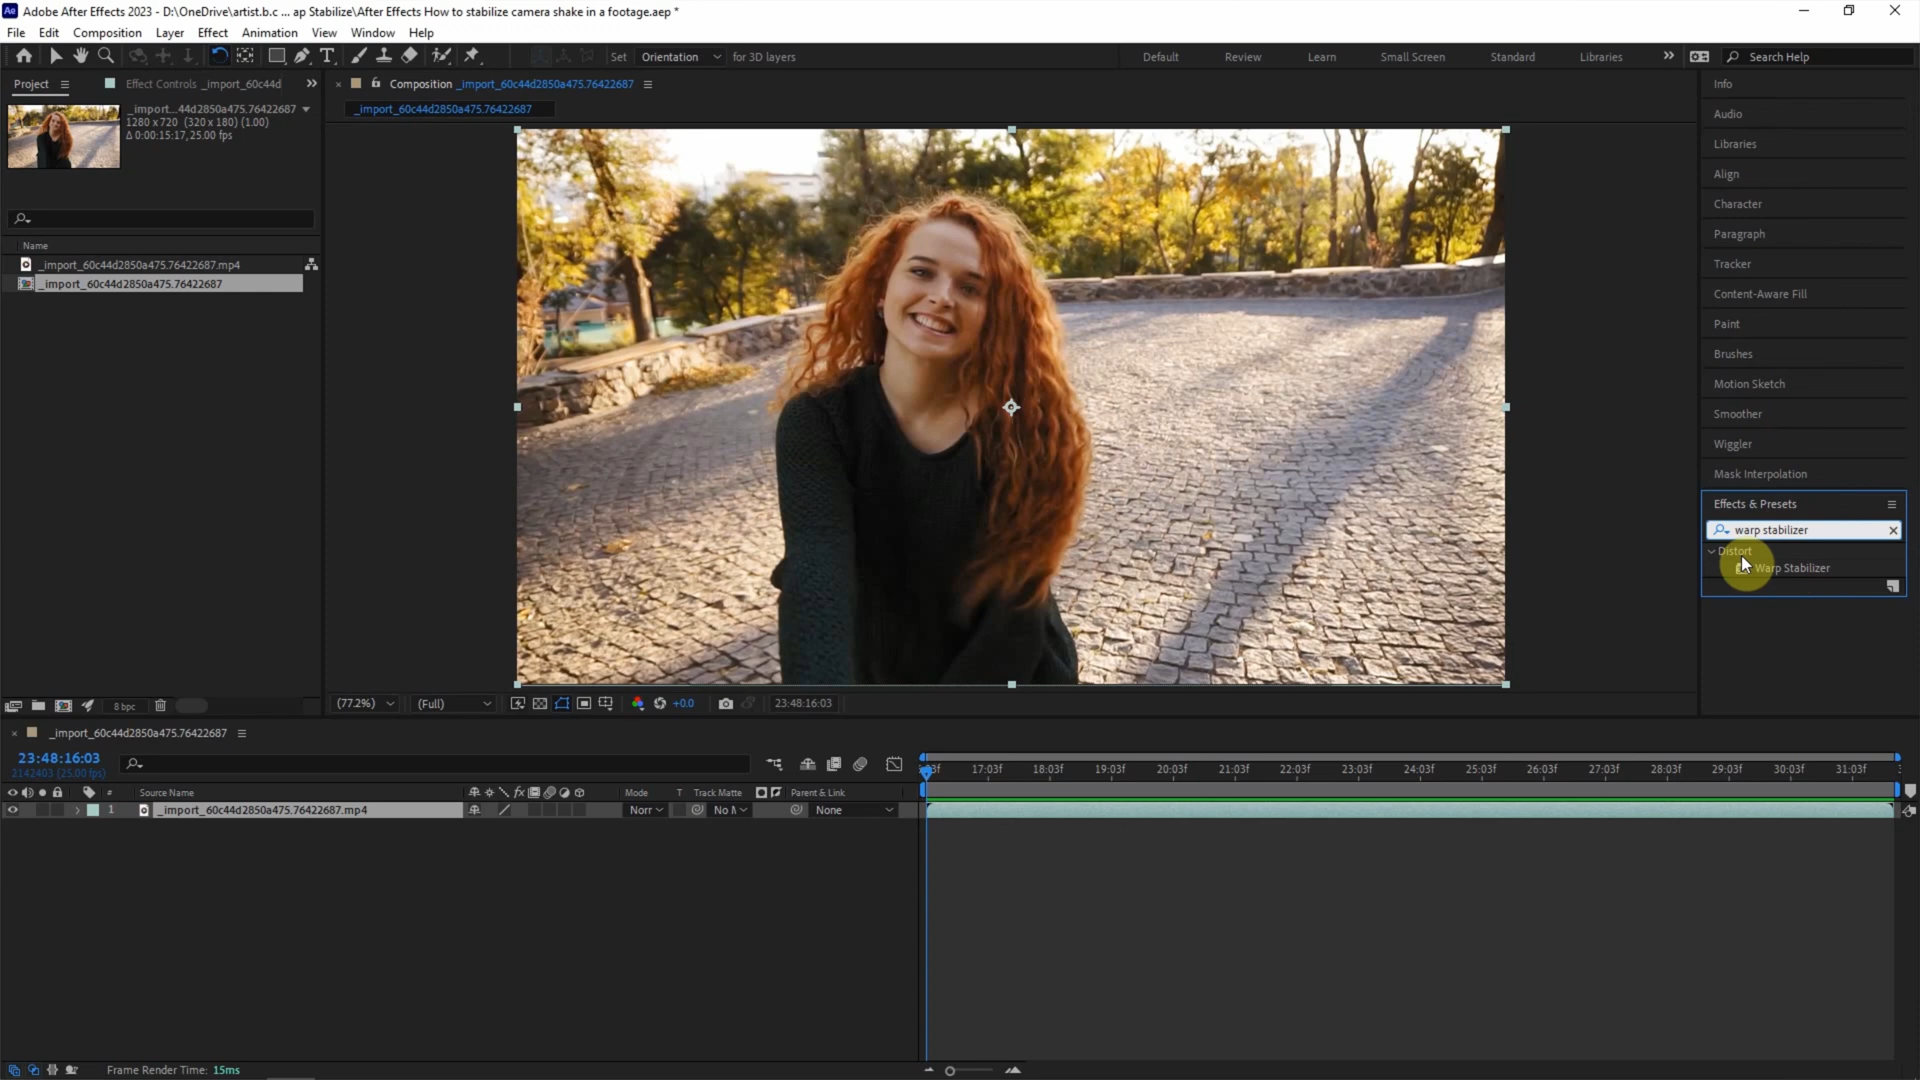 Ae Adobe After Effects 2023 - D:\OneDrive\artist.b.c ... ap Stabilize\After Effects How to stabilize camera shake in a footage.aep *
File Edit Composition Layer Effect Animation View Window Help
Set Orientation for 3D layers Default Review Learn Small Screen Standard Libraries » Search Help
Project Effect Controls _import_60c44d » × Composition _import_60c44d2850a475.76422687 Info
_import...44d2850a475.76422687
_import_60c44d2850a475.76422687
1280 x 720 (320 x 180) (1.00)
Δ 0:00:15:17, 25.00 fps
Audio
Libraries
Align
Character
Paragraph
Tracker
Content-Aware Fill
Paint
Brushes
Motion Sketch
Smoother
Wiggler
Mask Interpolation
Effects & Presets
warp stabilizer ×
Distort
Warp Stabilizer
Name
_import_60c44d2850a475.76422687.mp4
_import_60c44d2850a475.76422687
8 bpc
(77.2%) (Full) +0.0 23:48:16:03
× _import_60c44d2850a475.76422687
23:48:16:03
2142403 (25.00 fps)
17:03f 18:03f 19:03f 20:03f 21:03f 22:03f 23:03f 24:03f 25:03f 26:03f 27:03f 28:03f 29:03f 30:03f 31:03f
# Source Name fx Mode T Track Matte Parent & Link
1 _import_60c44d2850a475.76422687.mp4 Norr None
Frame Render Time: 15ms